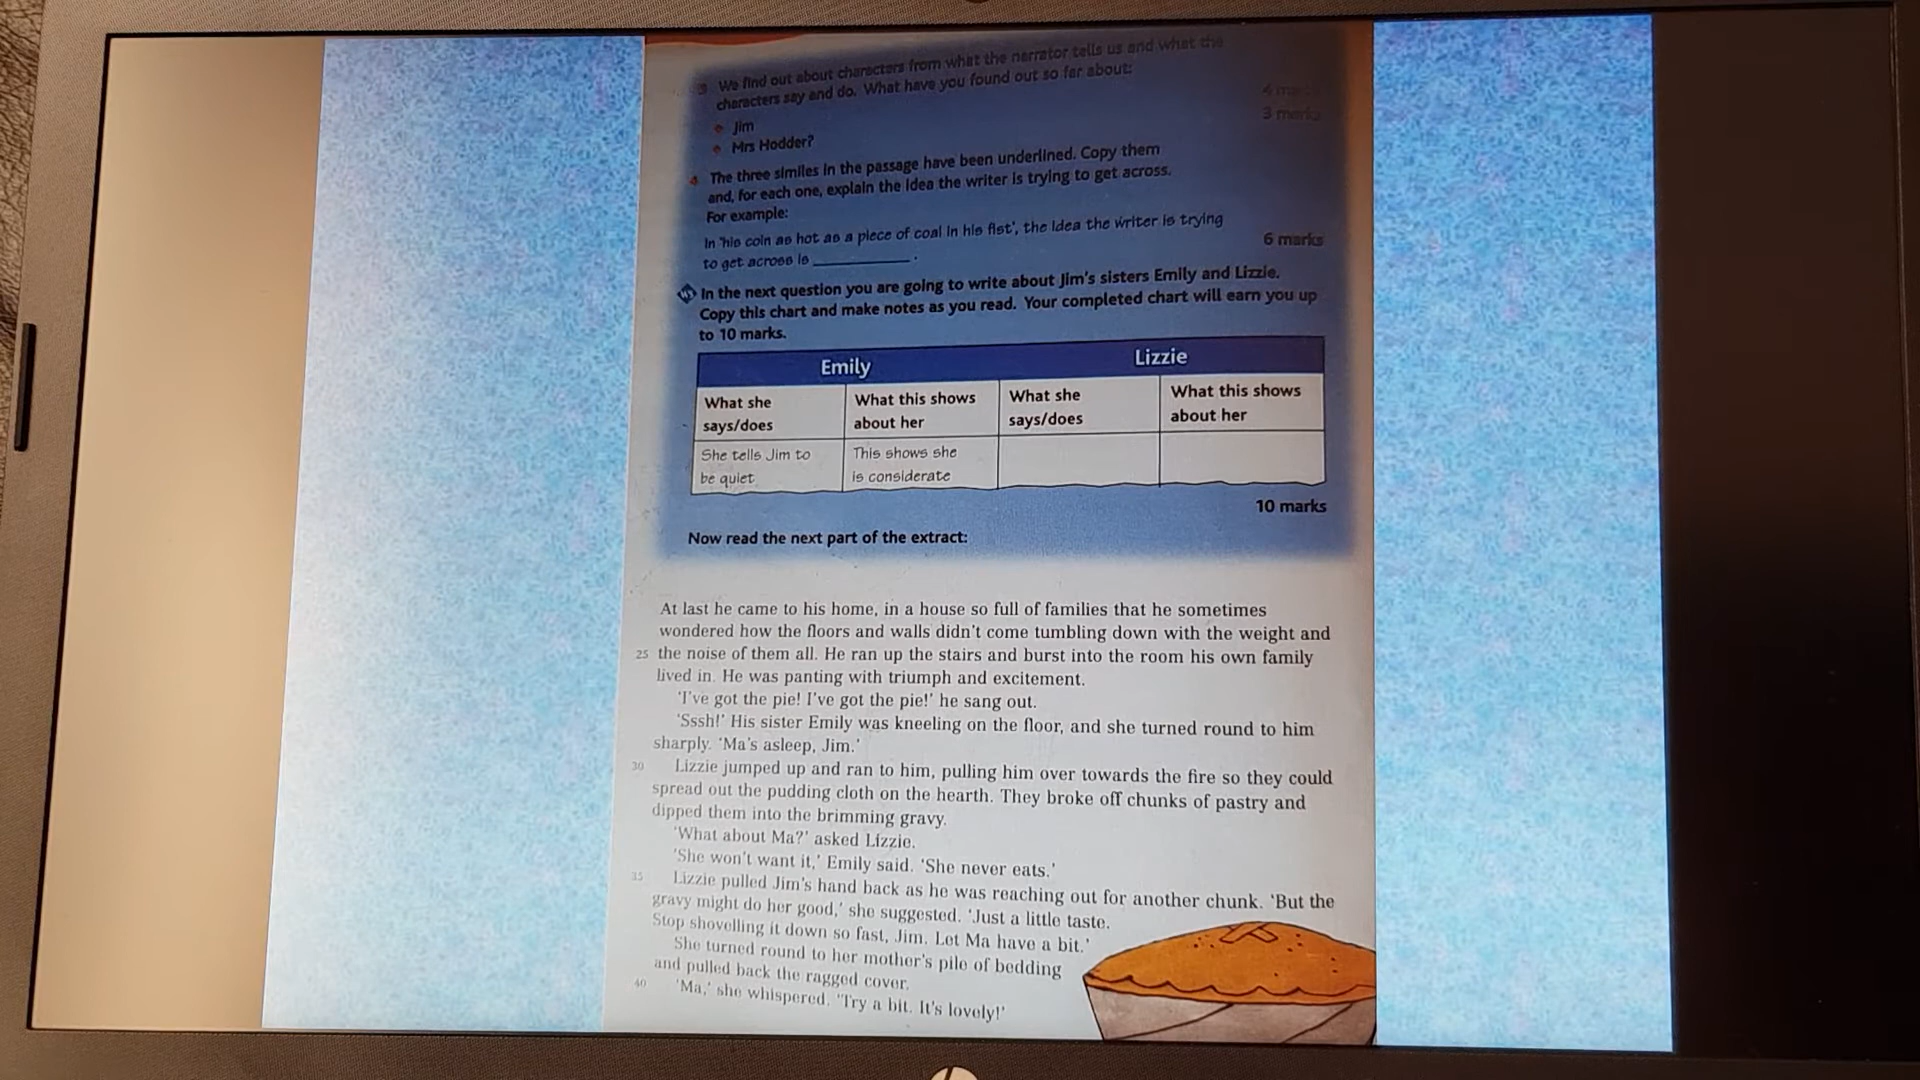 3 We find out about characters from what the narrator tells us and what the
characters say and do. What have you found out so far about:
Jim
4
Mrs Hodder?
3 marks
4 The three similes in the passage have been underlined. Copy them
and, for each one, explain the idea the writer is trying to get across.
For example:
In 'his coin as hot as a piece of coal in his fist', the idea the writer is trying
to get across is __________ .
6 marks
In the next question you are going to write about Jim's sisters Emily and Lizzie.
Copy this chart and make notes as you read. Your completed chart will earn you up
to 10 marks.
Emily Lizzie
What she says/does What this shows about her What she says/does What this shows about her
She tells Jim to be quiet This shows she is considerate
10 marks
Now read the next part of the extract:
At last he came to his home, in a house so full of families that he sometimes
wondered how the floors and walls didn't come tumbling down with the weight and
25 the noise of them all. He ran up the stairs and burst into the room his own family
lived in. He was panting with triumph and excitement.
'I've got the pie! I've got the pie!' he sang out.
'Sssh!' His sister Emily was kneeling on the floor, and she turned round to him
sharply. 'Ma's asleep, Jim.'
30 Lizzie jumped up and ran to him, pulling him over towards the fire so they could
spread out the pudding cloth on the hearth. They broke off chunks of pastry and
dipped them into the brimming gravy.
'What about Ma?' asked Lizzie.
'She won't want it,' Emily said. 'She never eats.'
35 Lizzie pulled Jim's hand back as he was reaching out for another chunk. 'But the
gravy might do her good,' she suggested. 'Just a little taste.
Stop shovelling it down so fast, Jim. Let Ma have a bit.'
She turned round to her mother's pile of bedding
and pulled back the ragged cover.
40 'Ma,' she whispered. 'Try a bit. It's lovely!'